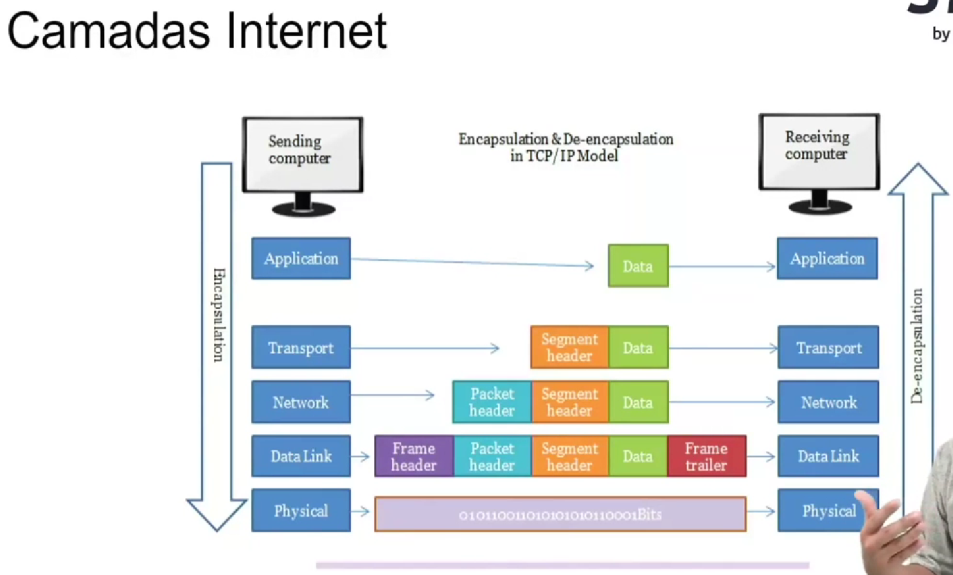 Camadas Internet
by
Sending
computer
Encapsulation & De-encapsulation
in TCP/IP Model
Receiving
computer
Encapsulation
De-encapsulation
Application
Data
Application
Transport
Segment
header
Data
Transport
Network
Packet
header
Segment
header
Data
Network
Data Link
Frame
header
Packet
header
Segment
header
Data
Frame
trailer
Data Link
Physical
Physical